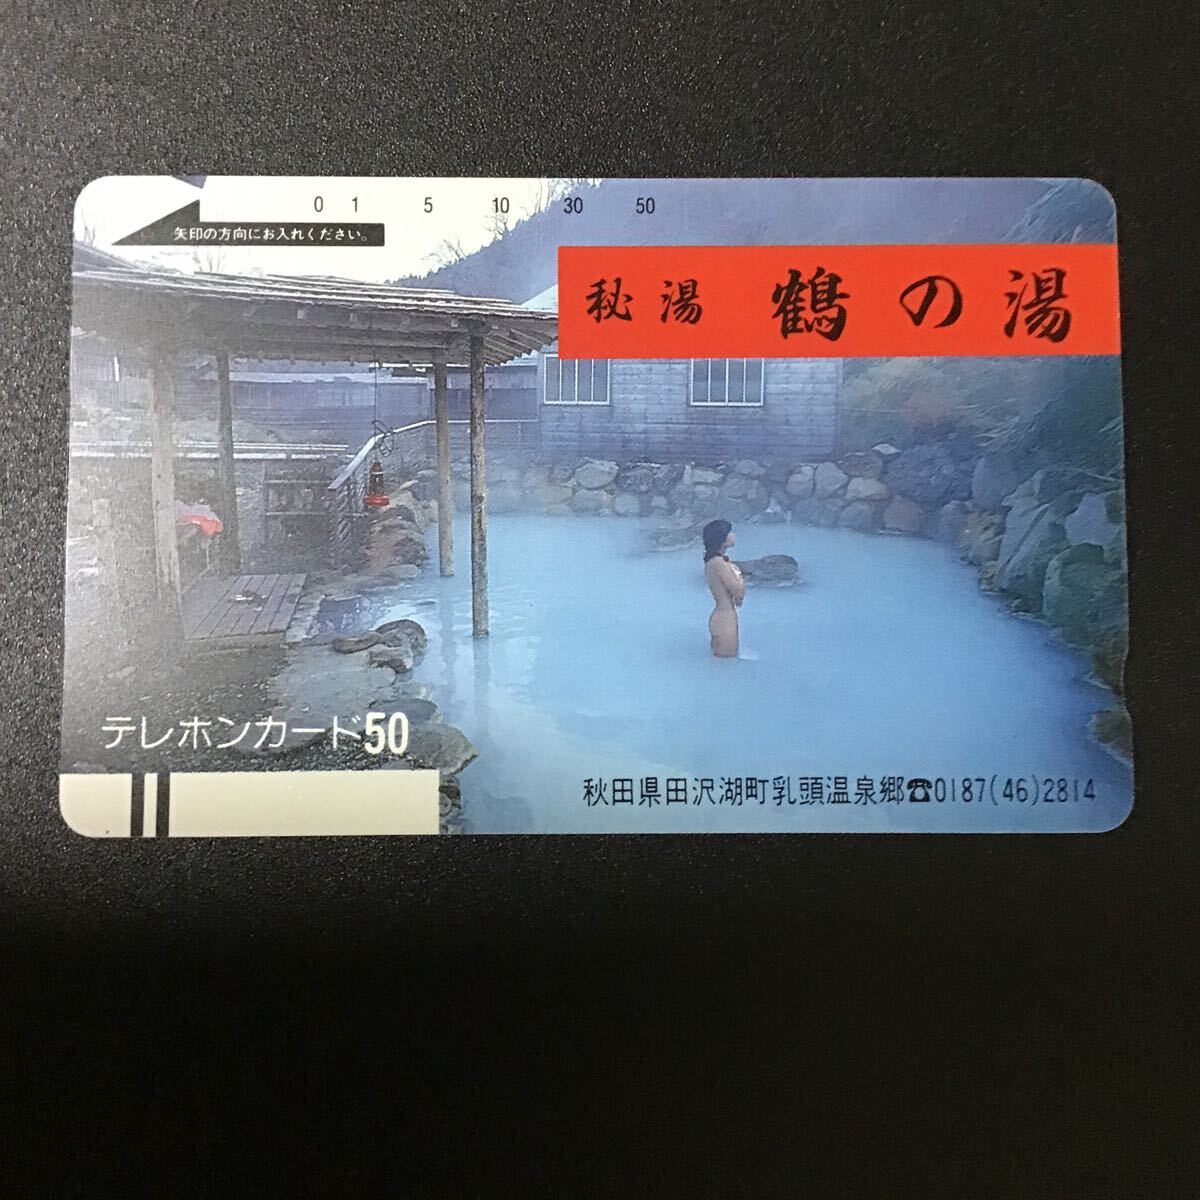 0 1 5 10 30 50
矢印の方向にお入れください。
秘湯 鶴の湯
テレホンカード50
秋田県田沢湖町乳頭温泉郷☎0187(46)2814